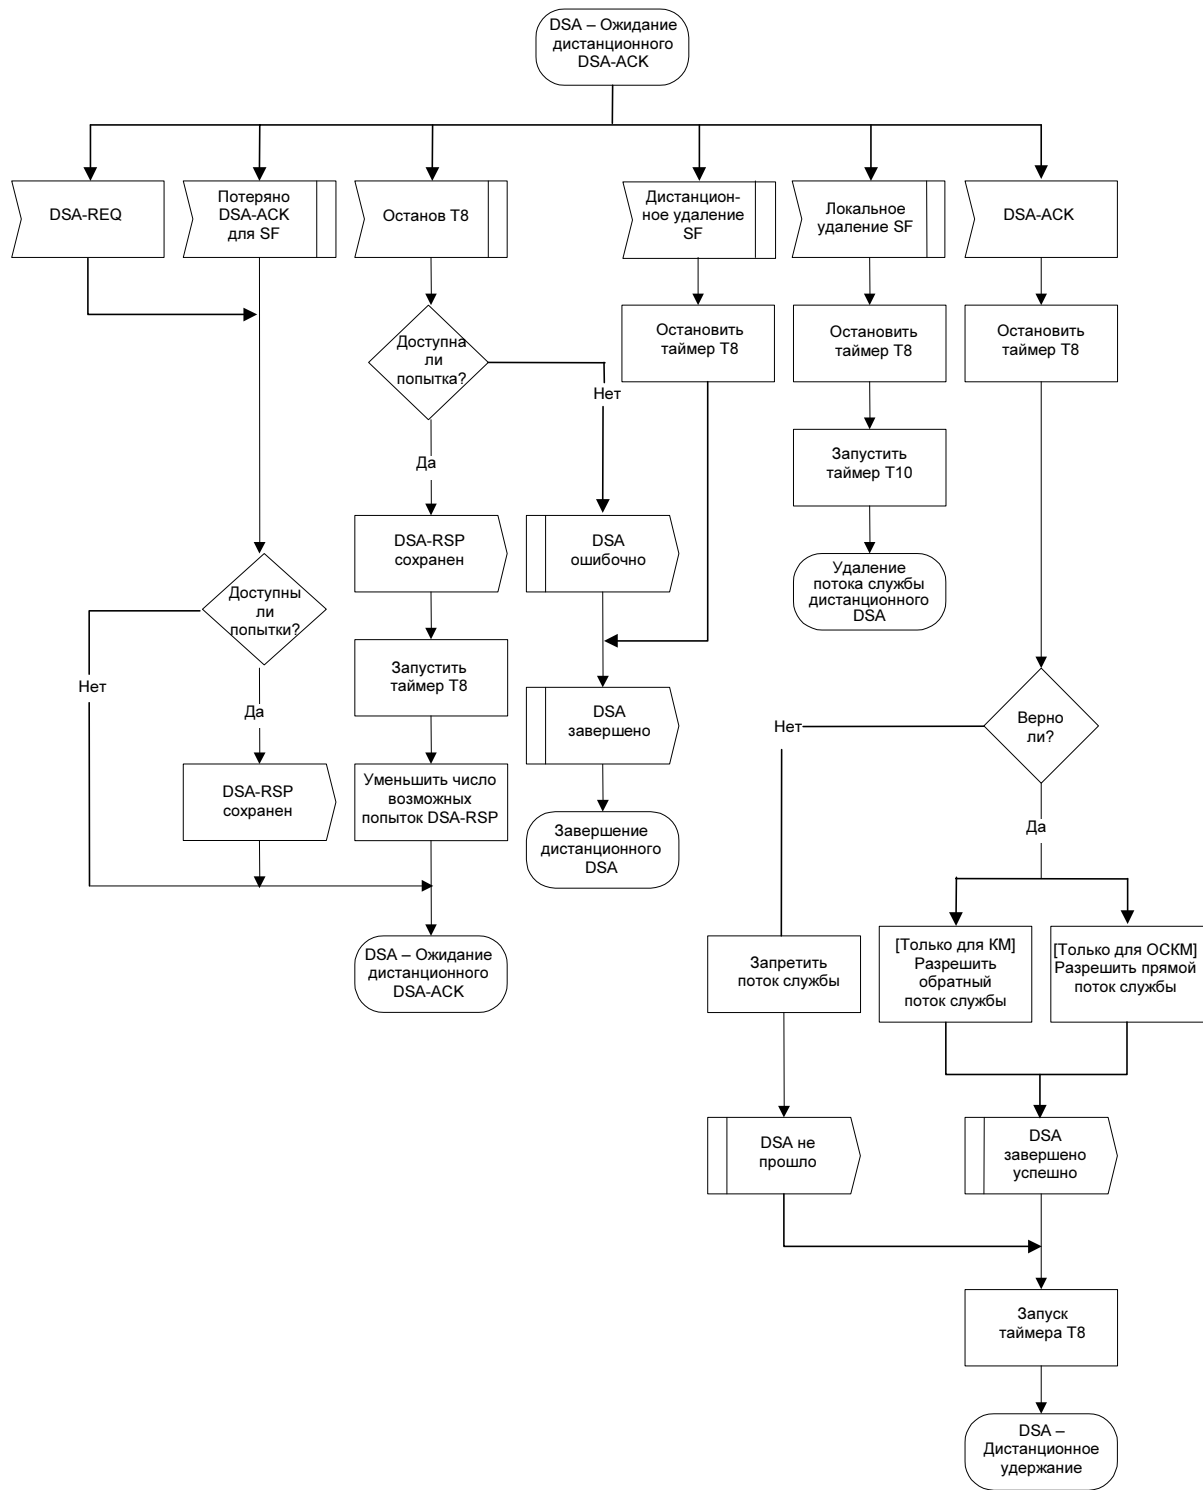 DSA – Ожидание
дистанционного
DSA-ACK
DSA-REQ
Потеряно
DSA-ACK
для SF
Останов T8
Дистанцион-
ное удаление
SF
Локальное
удаление SF
DSA-ACK
Остановить
таймер T8
Остановить
таймер T8
Остановить
таймер T8
Доступна
ли
попытка?
Нет
Да
Запустить
таймер T10
DSA-RSP
сохранен
DSA
ошибочно
Удаление
потока службы
дистанционного
DSA
Доступны
ли
попытки?
Нет
Да
Запустить
таймер T8
DSA
завершено
Нет
Верно
ли?
Да
DSA-RSP
сохранен
Уменьшить число
возможных
попыток DSA-RSP
Завершение
дистанционного
DSA
DSA – Ожидание
дистанционного
DSA-ACK
Запретить
поток службы
[Только для КМ]
Разрешить
обратный
поток службы
[Только для ОСКМ]
Разрешить прямой
поток службы
DSA не
прошло
DSA
завершено
успешно
Запуск
таймера T8
DSA –
Дистанционное
удержание